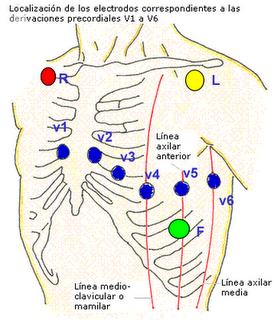 Localización de los electrodos correspondientes a las
derivaciones precordiales V1 a V6
R
L
v1
v2
v3
Línea
axilar
anterior
v4
v5
v6
F
Línea medio-
clavicular o
mamilar
Línea axilar
media